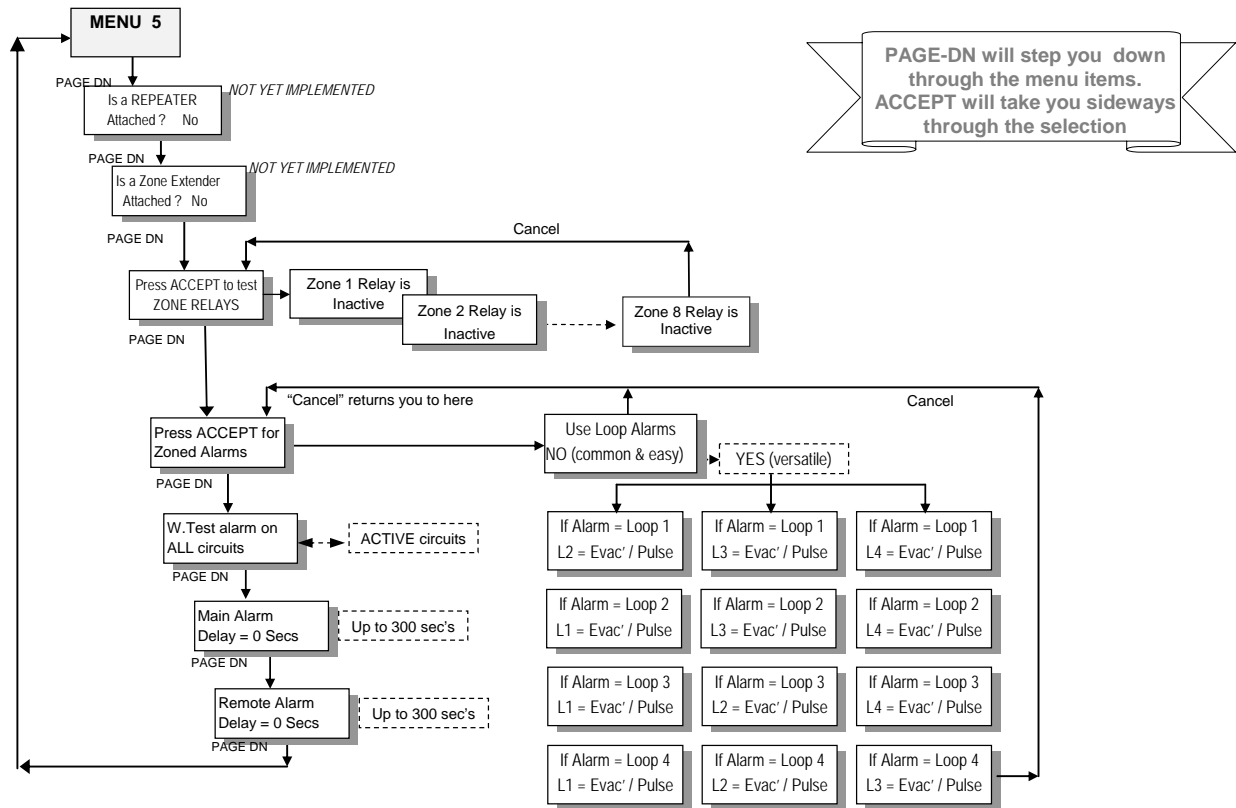 MENU 5
PAGE-DN will step you down
through the menu items.
ACCEPT will take you sideways
through the selection
PAGE DN
NOT YET IMPLEMENTED
Is a REPEATER
Attached ? No
PAGE DN
NOT YET IMPLEMENTED
Is a Zone Extender
Attached ? No
PAGE DN
Cancel
Press ACCEPT to test
ZONE RELAYS
Zone 1 Relay is
Inactive
Zone 2 Relay is
Inactive
Zone 8 Relay is
Inactive
PAGE DN
"Cancel" returns you to here
Cancel
Press ACCEPT for
Zoned Alarms
Use Loop Alarms
NO (common & easy)
YES (versatile)
PAGE DN
W.Test alarm on
ALL circuits
ACTIVE circuits
PAGE DN
Main Alarm
Delay = 0 Secs
Up to 300 sec's
PAGE DN
Remote Alarm
Delay = 0 Secs
Up to 300 sec's
PAGE DN
If Alarm = Loop 1
L2 = Evac' / Pulse
If Alarm = Loop 1
L3 = Evac' / Pulse
If Alarm = Loop 1
L4 = Evac' / Pulse
If Alarm = Loop 2
L1 = Evac' / Pulse
If Alarm = Loop 2
L3 = Evac' / Pulse
If Alarm = Loop 2
L4 = Evac' / Pulse
If Alarm = Loop 3
L1 = Evac' / Pulse
If Alarm = Loop 3
L2 = Evac' / Pulse
If Alarm = Loop 3
L4 = Evac' / Pulse
If Alarm = Loop 4
L1 = Evac' / Pulse
If Alarm = Loop 4
L2 = Evac' / Pulse
If Alarm = Loop 4
L3 = Evac' / Pulse